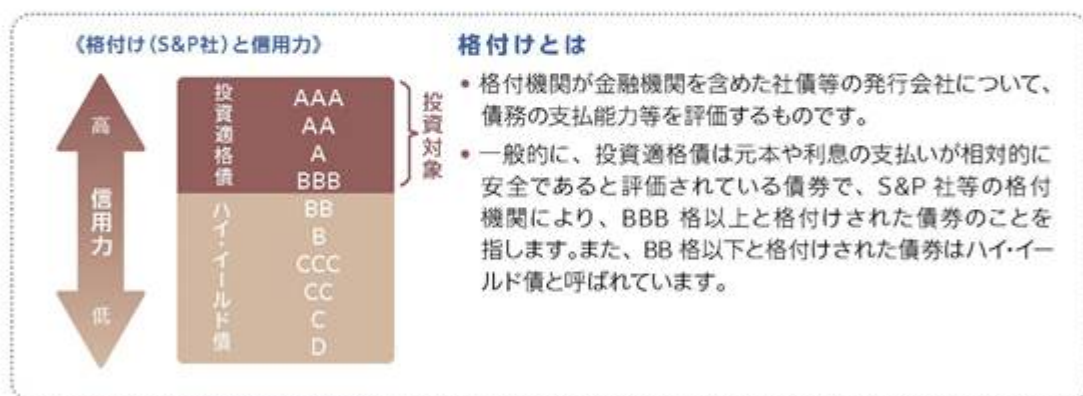 《格付け(S&P社)と信用力》
高
信用力
低
投資適格債
AAA
AA
A
BBB
投資対象
ハイ・イールド債
BB
B
CCC
CC
C
D
格付けとは
• 格付機関が金融機関を含めた社債等の発行会社について、
債務の支払能力等を評価するものです。
• 一般的に、投資適格債は元本や利息の支払いが相対的に
安全であると評価されている債券で、S&P 社等の格付
機関により、BBB 格以上と格付けされた債券のことを
指します。また、BB 格以下と格付けされた債券はハイ・イー
ルド債と呼ばれています。